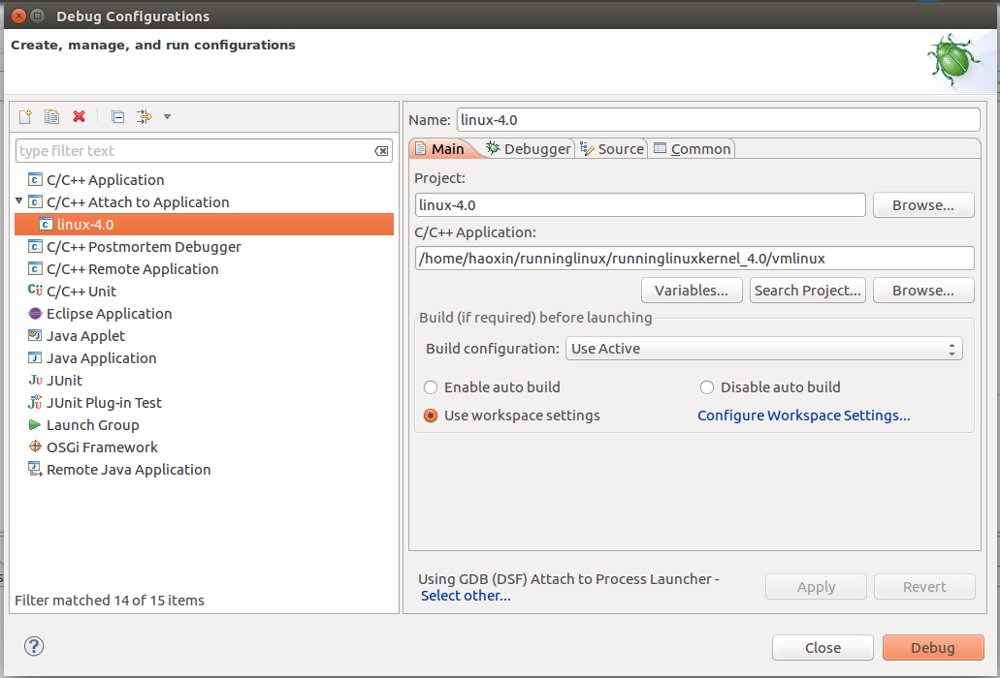 Debug Configurations
Create, manage, and run configurations
type filter text
C/C++ Application
C/C++ Attach to Application
linux-4.0
C/C++ Postmortem Debugger
C/C++ Remote Application
C/C++ Unit
Eclipse Application
Java Applet
Java Application
JUnit
JUnit Plug-in Test
Launch Group
OSGi Framework
Remote Java Application
Filter matched 14 of 15 items
Name: linux-4.0
Main Debugger Source Common
Project:
linux-4.0 Browse...
C/C++ Application:
/home/haoxin/runninglinux/runninglinuxkernel_4.0/vmlinux
Variables... Search Project... Browse...
Build (if required) before launching
Build configuration: Use Active
Enable auto build Disable auto build
Use workspace settings Configure Workspace Settings...
Using GDB (DSF) Attach to Process Launcher -
Select other...
Apply Revert
Close Debug